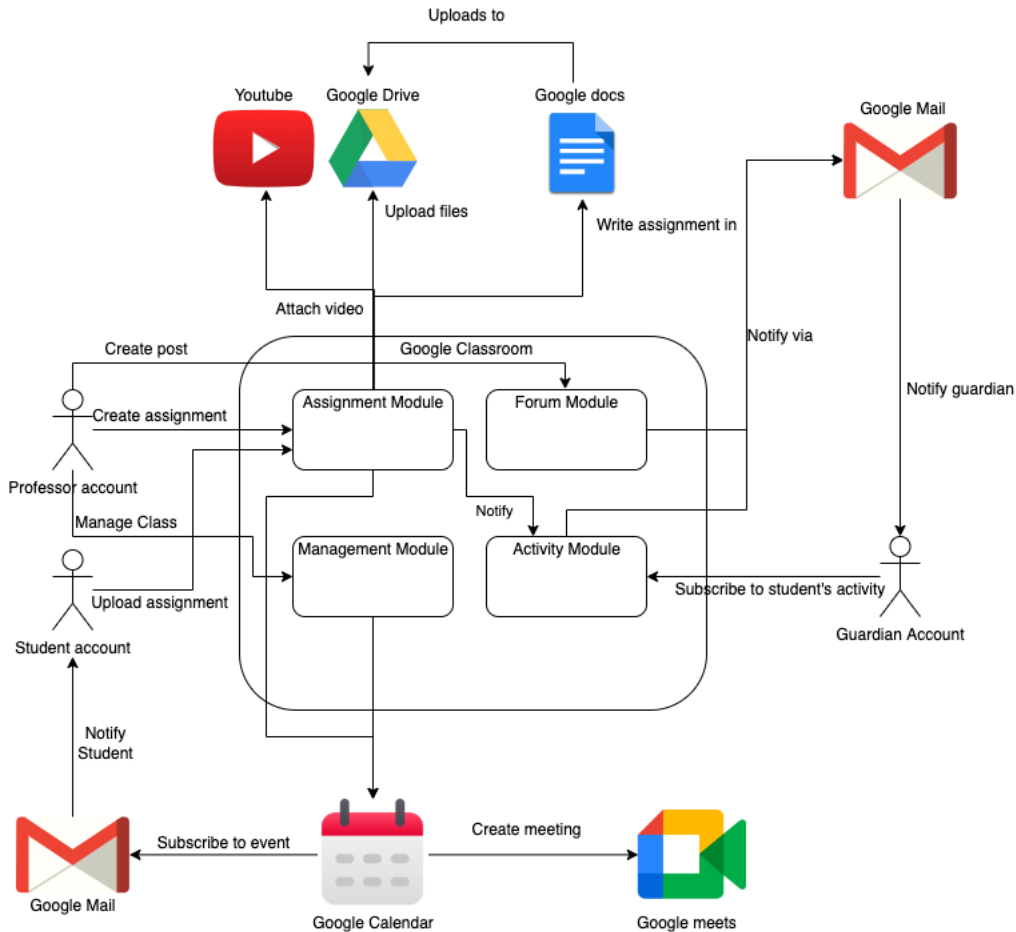 Uploads to
Youtube
Google Drive
Google docs
Google Mail
Upload files
Write assignment in
Attach video
Notify via
Create post
Google Classroom
Notify guardian
Assignment Module
Forum Module
Create assignment
Professor account
Notify
Manage Class
Management Module
Activity Module
Subscribe to student's activity
Upload assignment
Guardian Account
Student account
Notify
Student
Create meeting
Subscribe to event
Google Mail
Google Calendar
Google meets